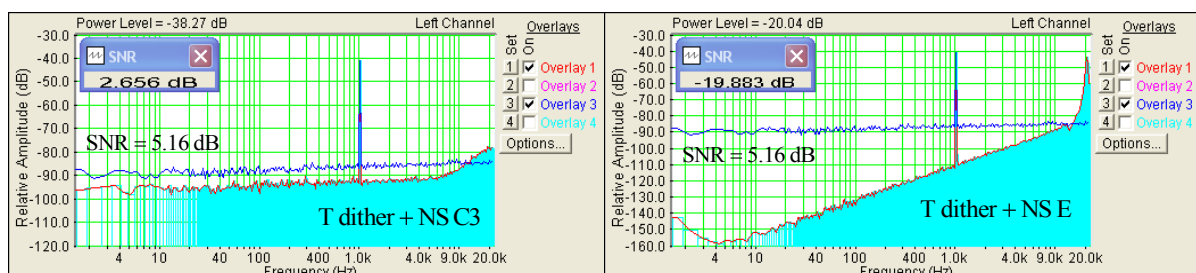 Power Level = -38.27 dB Left Channel
Overlays
Set On
-30.0
-40.0
-50.0
-60.0
-70.0
-80.0
-90.0
-100.0
-110.0
-120.0
Relative Amplitude (dB)
SNR
2.656 dB
SNR = 5.16 dB
T dither + NS C3
1 Overlay 1
2 Overlay 2
3 Overlay 3
4 Overlay 4
Options...
4 10 40 100 400 1.0k 4.0k 9.0k 20.0k
Frequency (Hz)
Power Level = -20.04 dB Left Channel
Overlays
Set On
-30.0
-40.0
-50.0
-60.0
-70.0
-80.0
-90.0
-100.0
-110.0
-120.0
-130.0
-140.0
-150.0
-160.0
Relative Amplitude (dB)
SNR
-19.883 dB
SNR = 5.16 dB
T dither + NS E
1 Overlay 1
2 Overlay 2
3 Overlay 3
4 Overlay 4
Options...
4 10 40 100 400 1.0k 4.0k 9.0k 20.0k
Frequency (Hz)